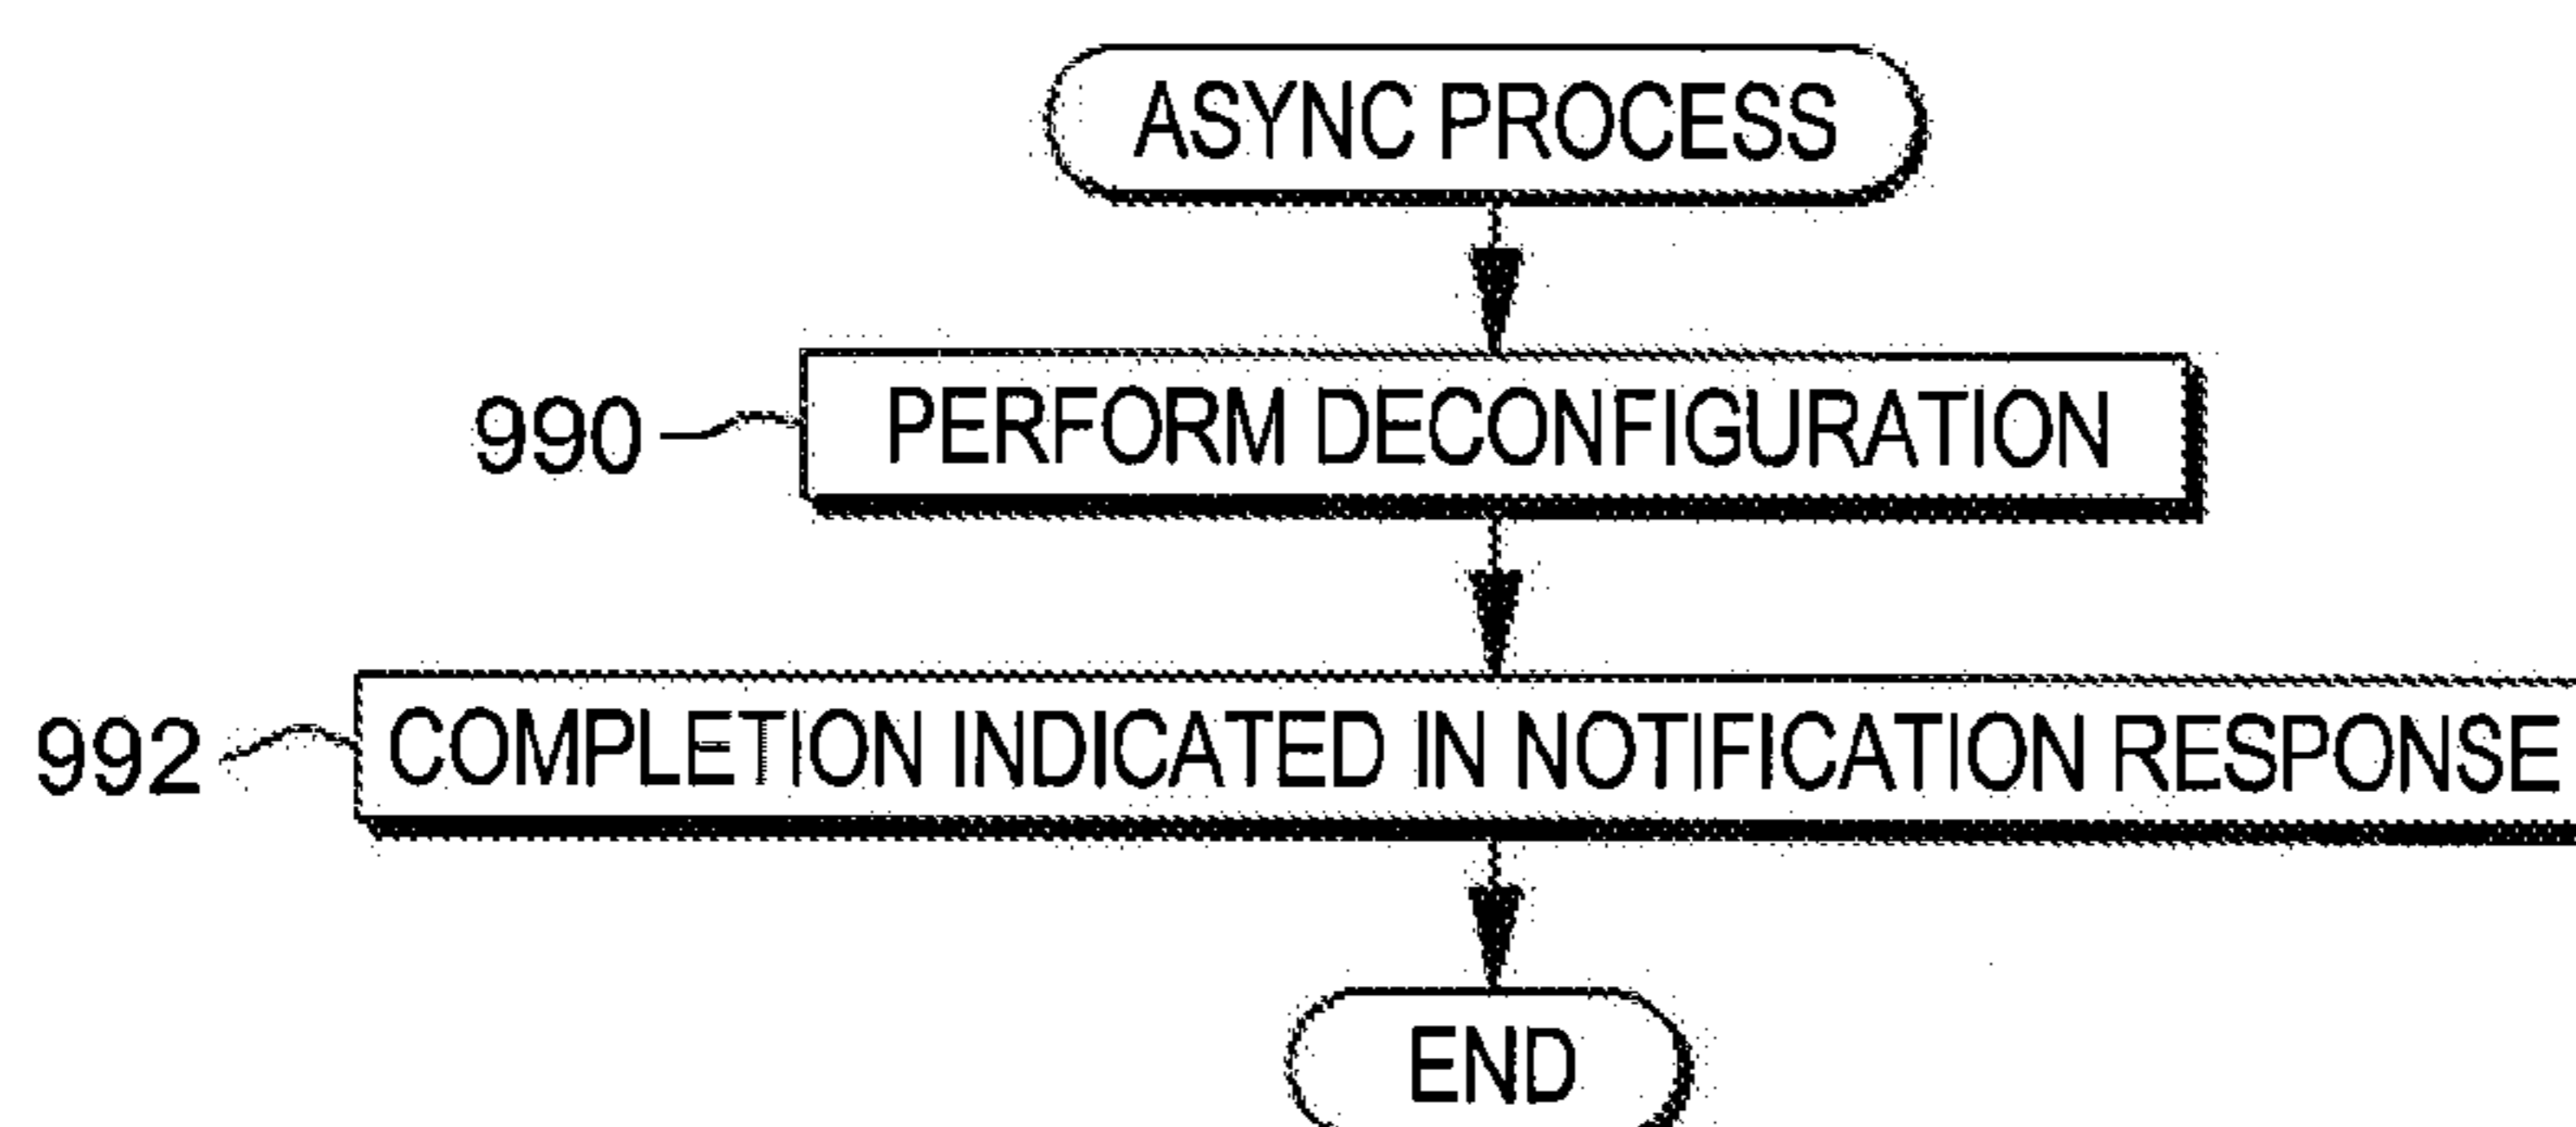 ASYNC PROCESS
990 PERFORM DECONFIGURATION
992 COMPLETION INDICATED IN NOTIFICATION RESPONSE
END